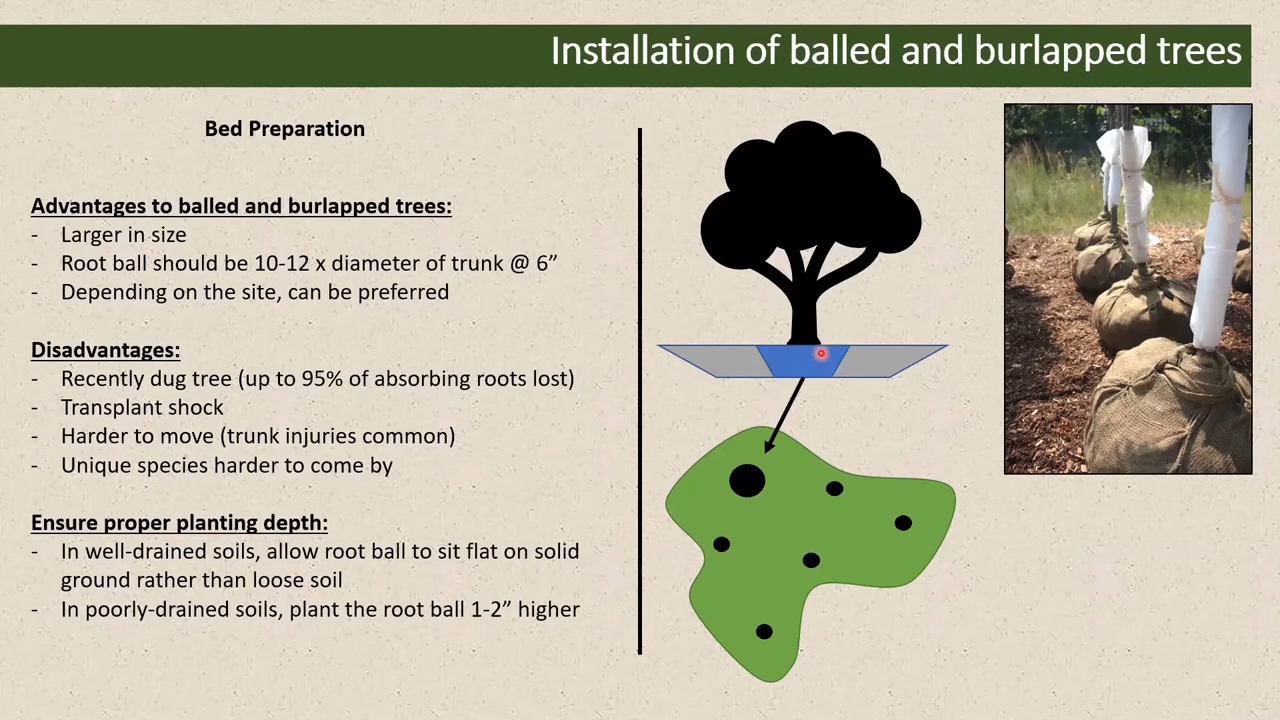 Installation of balled and burlapped trees
Bed Preparation
Advantages to balled and burlapped trees:
- Larger in size
- Root ball should be 10-12 x diameter of trunk @ 6”
- Depending on the site, can be preferred
Disadvantages:
- Recently dug tree (up to 95% of absorbing roots lost)
- Transplant shock
- Harder to move (trunk injuries common)
- Unique species harder to come by
Ensure proper planting depth:
- In well-drained soils, allow root ball to sit flat on solid
ground rather than loose soil
- In poorly-drained soils, plant the root ball 1-2” higher